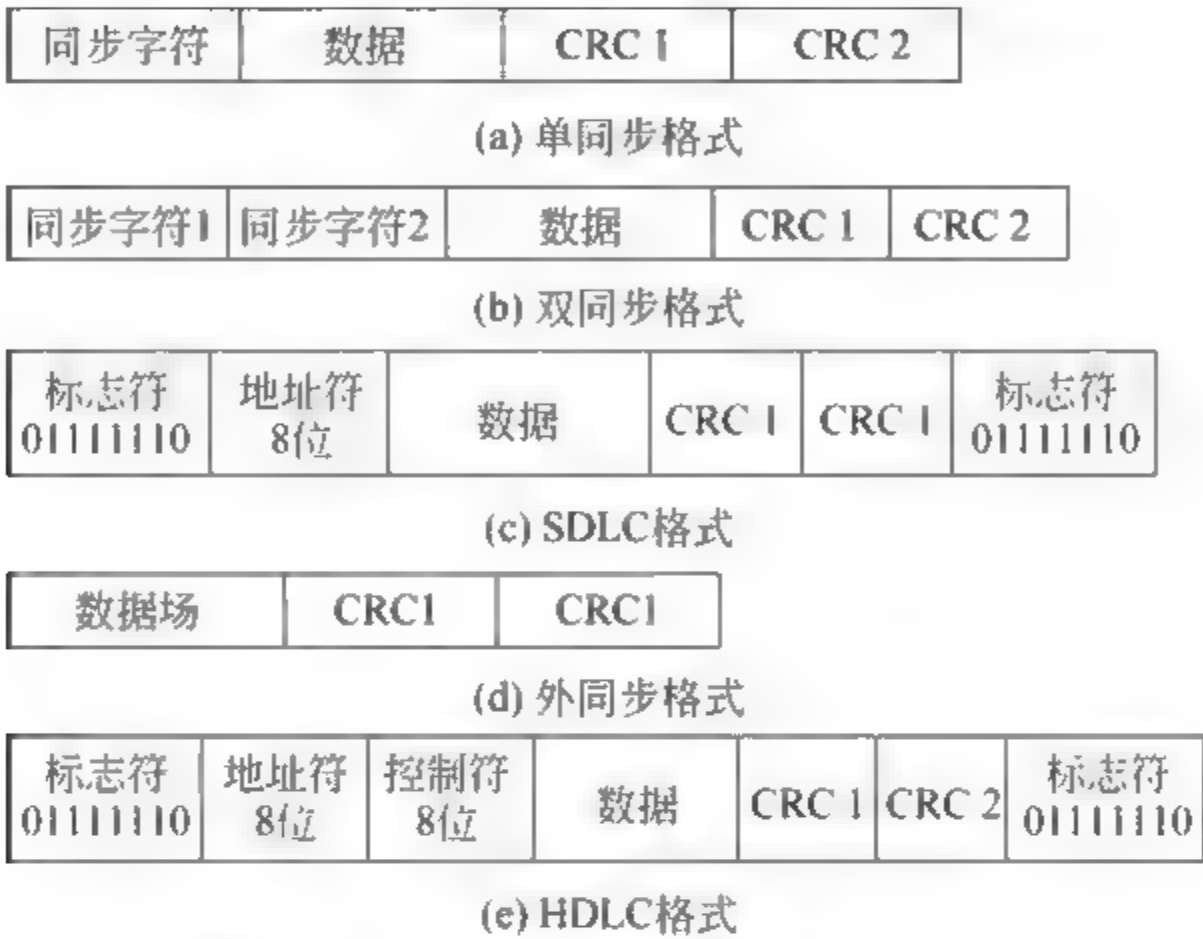 同步字符 数据 CRC 1 CRC 2
(a) 单同步格式
同步字符1 同步字符2 数据 CRC 1 CRC 2
(b) 双同步格式
标志符 地址符 数据 CRC 1 CRC 1 标志符
01111110 8位 01111110
(c) SDLC格式
数据场 CRC1 CRC1
(d) 外同步格式
标志符 地址符 控制符 数据 CRC 1 CRC 2 标志符
01111110 8位 8位 01111110
(e) HDLC格式